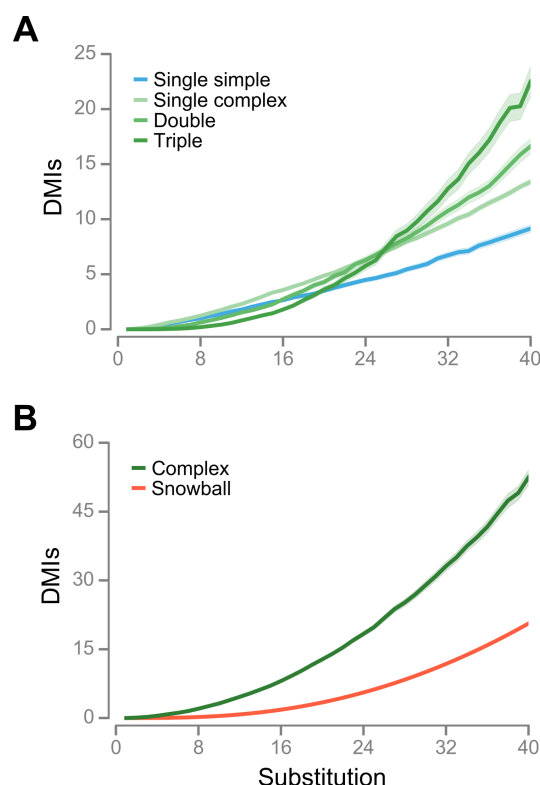 A
25
20
15
10
5
0
DMIs
Single simple
Single complex
Double
Triple
0 8 16 24 32 40
B
60
45
30
15
0
DMIs
Complex
Snowball
0 8 16 24 32 40
Substitution